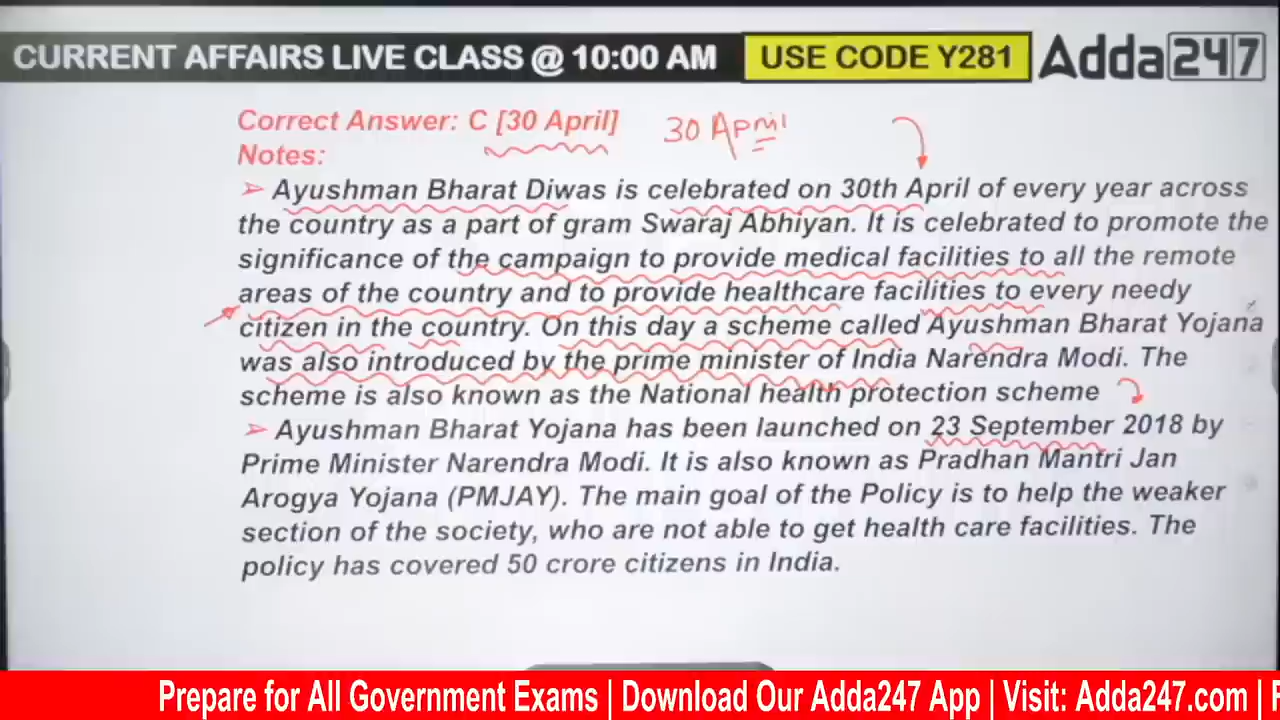 CURRENT AFFAIRS LIVE CLASS @ 10:00 AM
USE CODE Y281
Adda247
Correct Answer: C [30 April]
30 April
Notes:
➢ Ayushman Bharat Diwas is celebrated on 30th April of every year across
the country as a part of gram Swaraj Abhiyan. It is celebrated to promote the
significance of the campaign to provide medical facilities to all the remote
areas of the country and to provide healthcare facilities to every needy
citizen in the country. On this day a scheme called Ayushman Bharat Yojana
was also introduced by the prime minister of India Narendra Modi. The
scheme is also known as the National health protection scheme
➢ Ayushman Bharat Yojana has been launched on 23 September 2018 by
Prime Minister Narendra Modi. It is also known as Pradhan Mantri Jan
Arogya Yojana (PMJAY). The main goal of the Policy is to help the weaker
section of the society, who are not able to get health care facilities. The
policy has covered 50 crore citizens in India.
Prepare for All Government Exams | Download Our Adda247 App | Visit: Adda247.com |